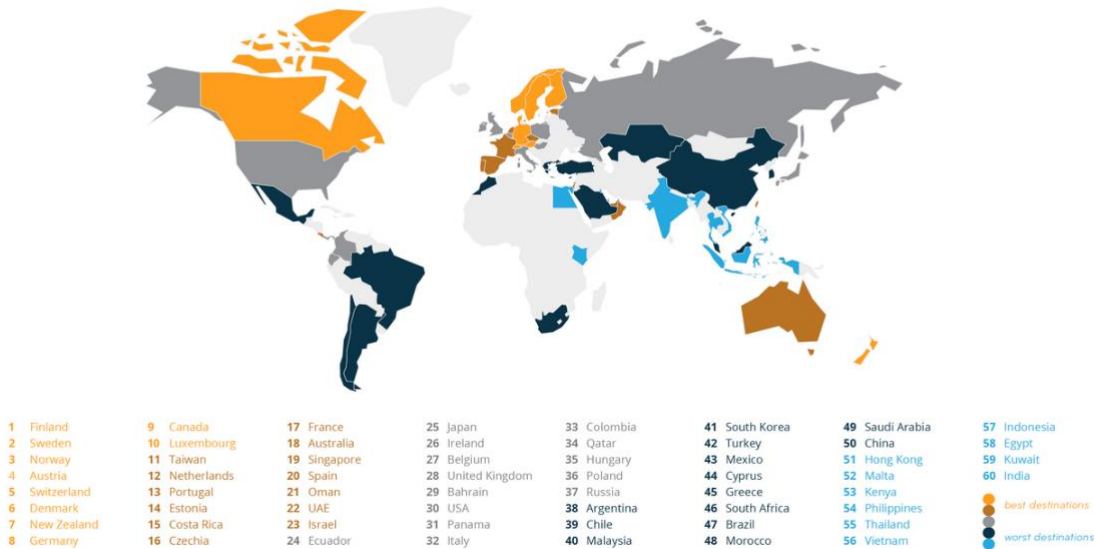 1 Finland
2 Sweden
3 Norway
4 Austria
5 Switzerland
6 Denmark
7 New Zealand
8 Germany
9 Canada
10 Luxembourg
11 Taiwan
12 Netherlands
13 Portugal
14 Estonia
15 Costa Rica
16 Czechia
17 France
18 Australia
19 Singapore
20 Spain
21 Oman
22 UAE
23 Israel
24 Ecuador
25 Japan
26 Ireland
27 Belgium
28 United Kingdom
29 Bahrain
30 USA
31 Panama
32 Italy
33 Colombia
34 Qatar
35 Hungary
36 Poland
37 Russia
38 Argentina
39 Chile
40 Malaysia
41 South Korea
42 Turkey
43 Mexico
44 Cyprus
45 Greece
46 South Africa
47 Brazil
48 Morocco
49 Saudi Arabia
50 China
51 Hong Kong
52 Malta
53 Kenya
54 Philippines
55 Thailand
56 Vietnam
57 Indonesia
58 Egypt
59 Kuwait
60 India
best destinations
worst destinations